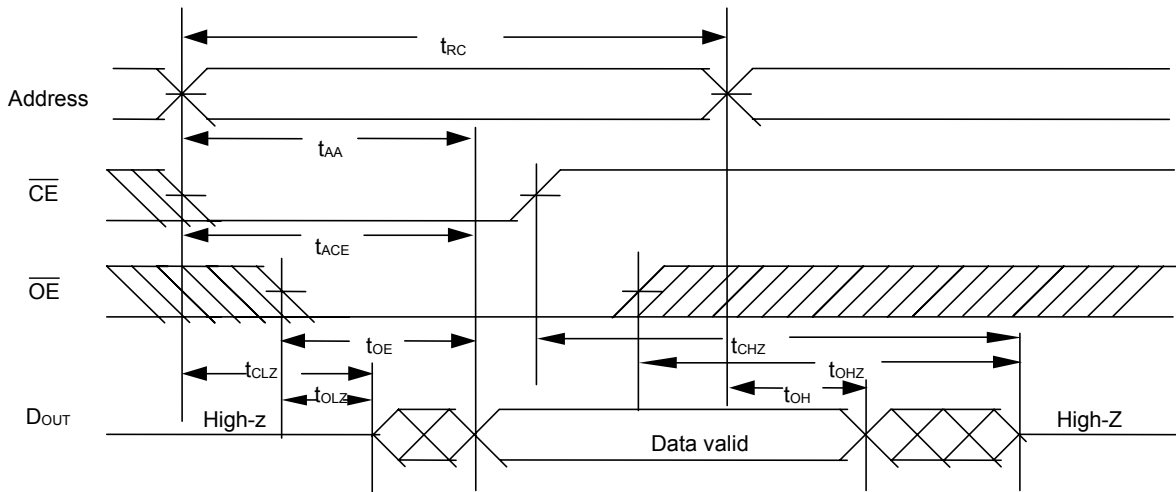 tRC
Address
tAA
CE
tACE
OE
tOE
tCHZ
tCLZ
tOHZ
tOLZ
tOH
DOUT
High-z
Data valid
High-Z